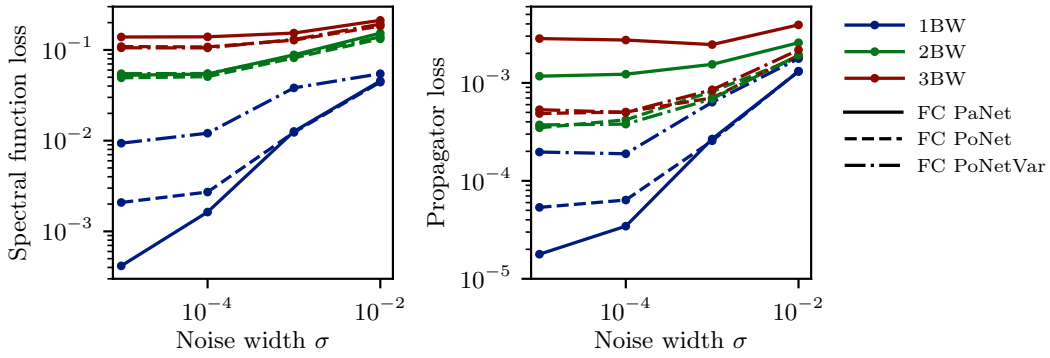 Spectral function loss
10⁻¹
10⁻²
10⁻³
10⁻⁴
10⁻²
Noise width σ
Propagator loss
10⁻³
10⁻⁴
10⁻⁵
10⁻⁴
10⁻²
Noise width σ
1BW
2BW
3BW
FC PaNet
FC PoNet
FC PoNetVar